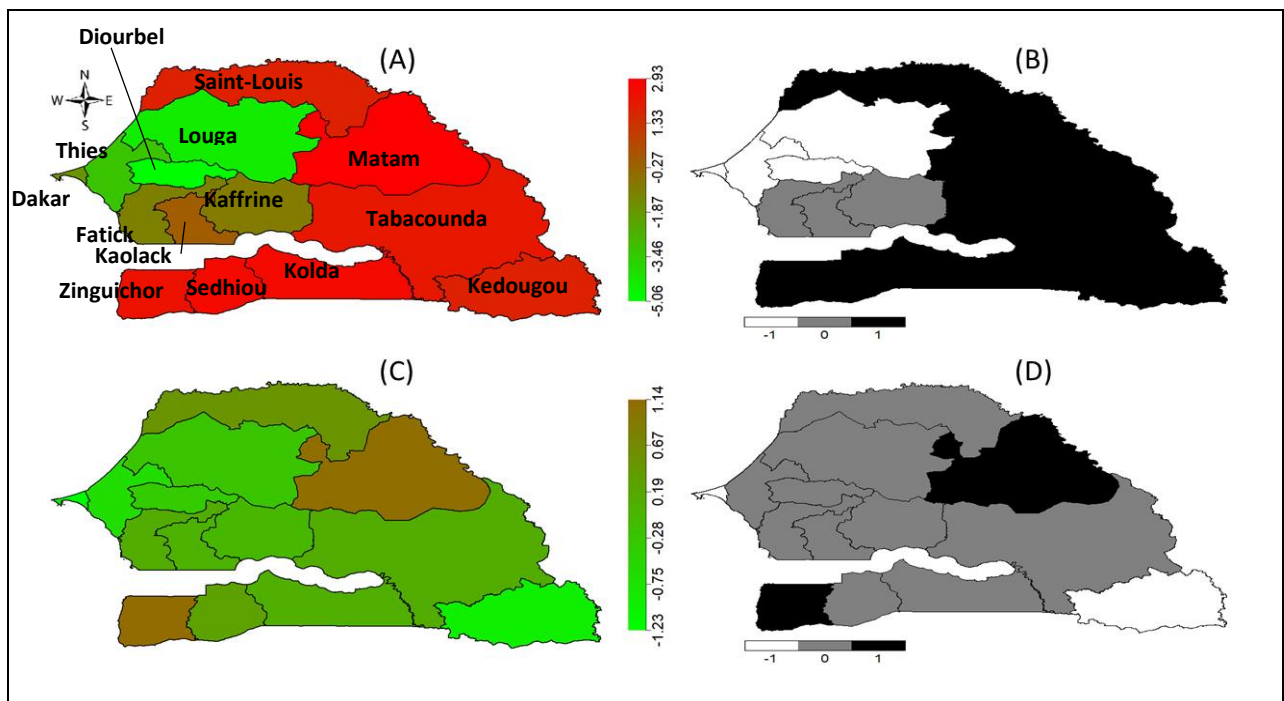 Diourbel
(A)
(B)
N
W E
S
Saint-Louis
Louga
Thies
Matam
Dakar
Kaffrine
Tabacounda
Fatick
Kaolack
Kolda
Zinguichor
Sedhiou
Kedougou
2.93
1.33
-0.27
-1.87
-3.46
-5.06
-1 0 1
(C)
(D)
1.14
0.67
0.19
-0.28
-0.75
-1.23
-1 0 1